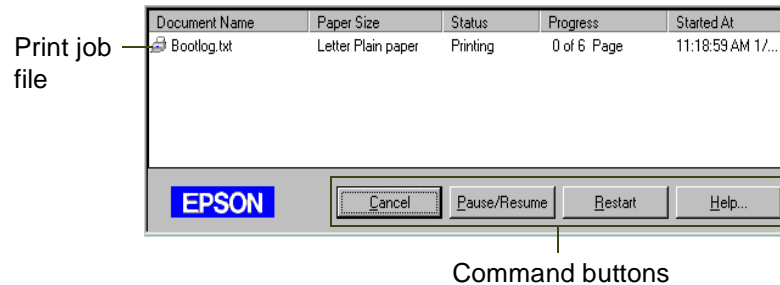 Document Name Paper Size Status Progress Started At
Print job file
Bootlog.txt Letter Plain paper Printing 0 of 6 Page 11:18:59 AM 1/...
EPSON Cancel Pause/Resume Restart Help...
Command buttons